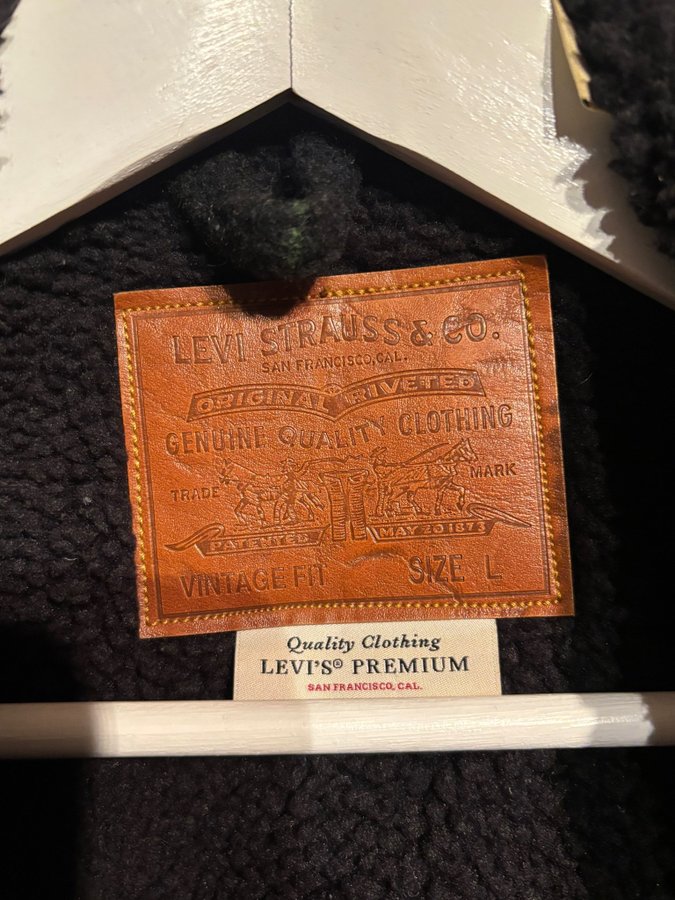 LEVI STRAUSS & CO.
SAN FRANCISCO, CAL.
ORIGINAL RIVETED
GENUINE QUALITY CLOTHING
TRADE MARK
PATENTED MAY 20 1873
VINTAGE FIT SIZE L
Quality Clothing
LEVI'S® PREMIUM
SAN FRANCISCO, CAL.